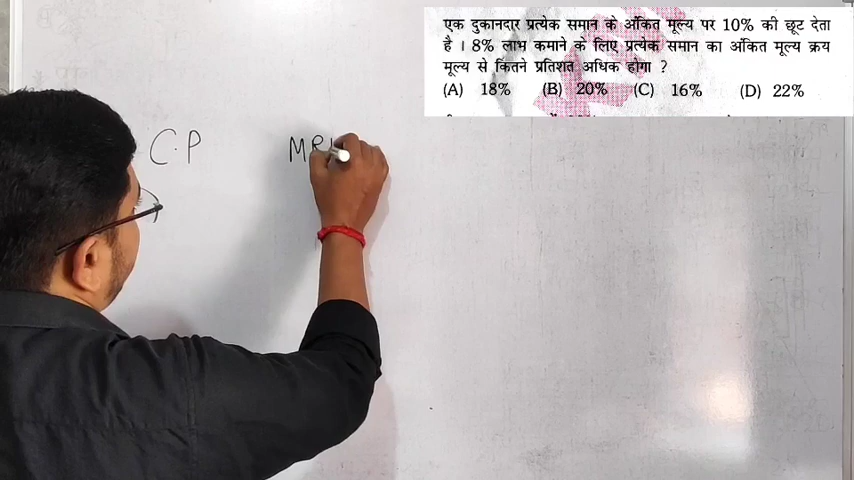 एक दुकानदार प्रत्येक समान के अंकित मूल्य पर 10% की छूट देता
है । 8% लाभ कमाने के लिए प्रत्येक समान का अंकित मूल्य क्रय
मूल्य से कितने प्रतिशत अधिक होगा ?
(A) 18% (B) 20% (C) 16% (D) 22%
C.P MR